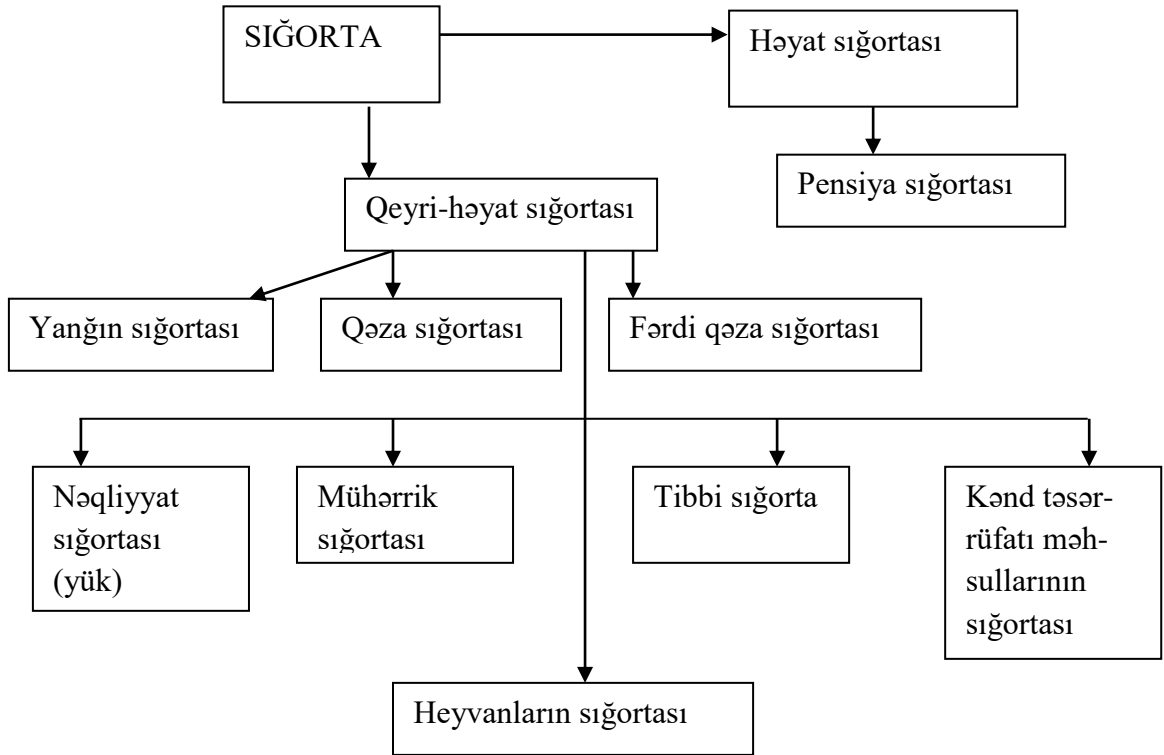 SIĞORTA
Həyat sığortası
Pensiya sığortası
Qeyri-həyat sığortası
Yanğın sığortası
Qəza sığortası
Fərdi qəza sığortası
Nəqliyyat
sığortası
(yük)
Mühərrik
sığortası
Tibbi sığorta
Kənd təsər-
rüfatı məh-
sullarının
sığortası
Heyvanların sığortası